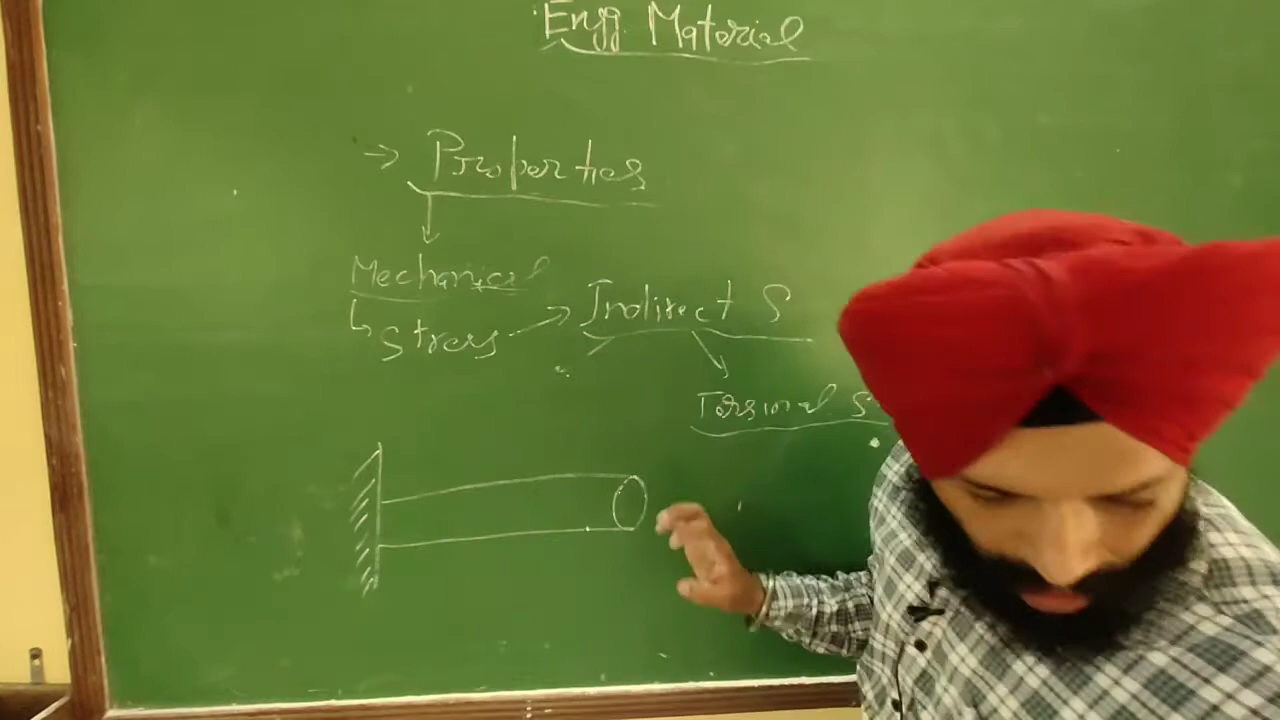 Engg Material
→ Properties
Mechanical
↳ Stress → Indirect S
Torsional S